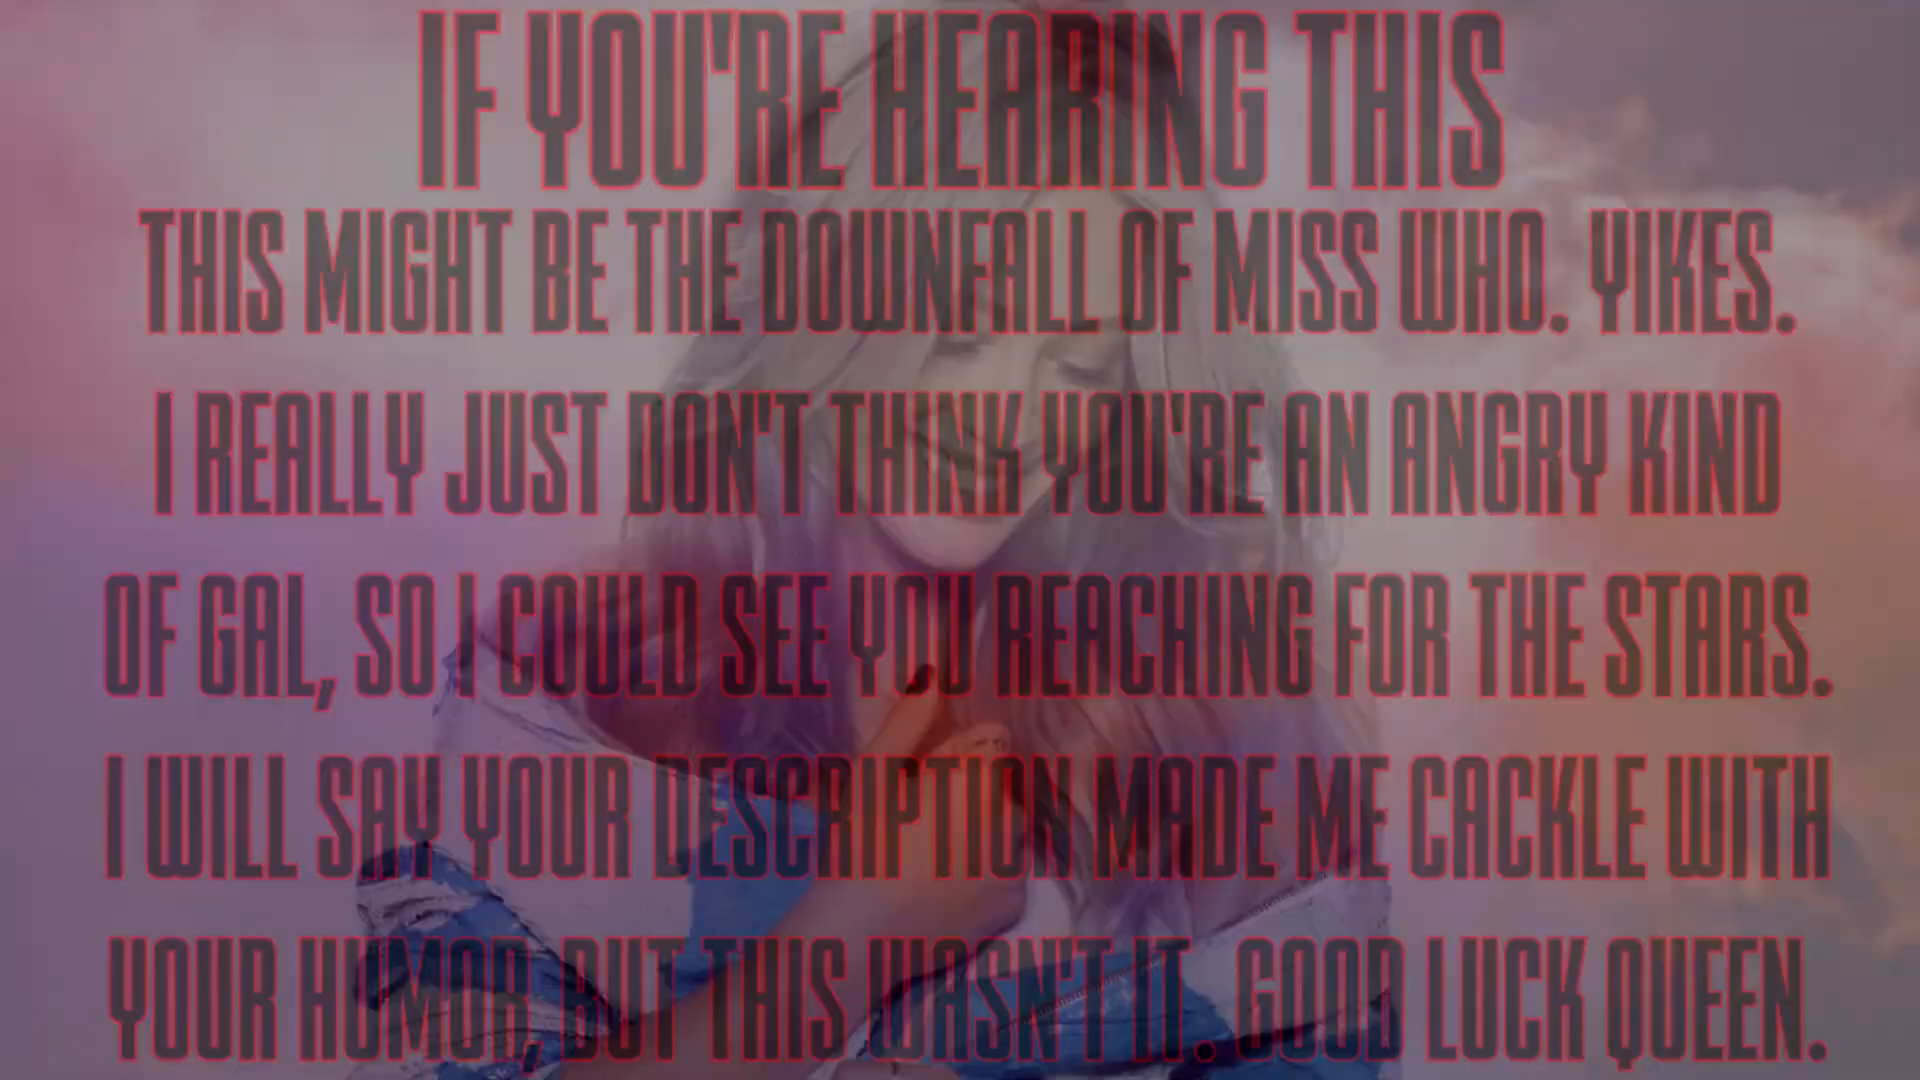 IF YOU'RE HEARING THIS
THIS MIGHT BE THE DOWNFALL OF MISS WHO. YIKES.
I REALLY JUST DON'T THINK YOU'RE AN ANGRY KIND
OF GAL, SO I COULD SEE YOU REACHING FOR THE STARS.
I WILL SAY YOUR DESCRIPTION MADE ME CACKLE WITH
YOUR HUMOR, BUT THIS WASN'T IT. GOOD LUCK QUEEN.